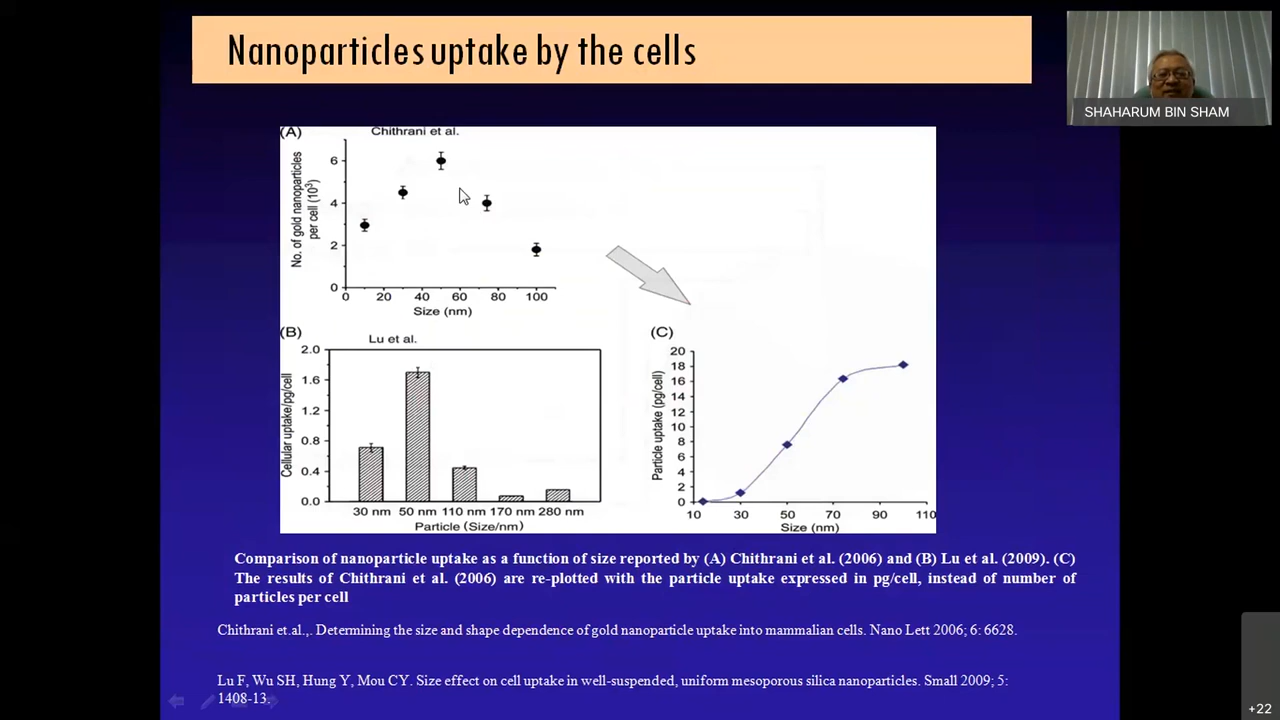 Nanoparticles uptake by the cells
SHAHARUM BIN SHAM
(A)
Chithrani et al.
No. of gold nanoparticles
per cell (10³)
6
4
2
0
0 20 40 60 80 100
Size (nm)
(B)
Lu et al.
Cellular uptake/pg/cell
2.0
1.6
1.2
0.8
0.4
0.0
30 nm 50 nm 110 nm 170 nm 280 nm
Particle (Size/nm)
(C)
Particle uptake (pg/cell)
20
18
16
14
12
10
8
6
4
2
0
10 30 50 70 90 110
Size (nm)
Comparison of nanoparticle uptake as a function of size reported by (A) Chithrani et al. (2006) and (B) Lu et al. (2009). (C)
The results of Chithrani et al. (2006) are re-plotted with the particle uptake expressed in pg/cell, instead of number of
particles per cell
Chithrani et.al.,. Determining the size and shape dependence of gold nanoparticle uptake into mammalian cells. Nano Lett 2006; 6: 6628.
Lu F, Wu SH, Hung Y, Mou CY. Size effect on cell uptake in well-suspended, uniform mesoporous silica nanoparticles. Small 2009; 5:
1408-13.
+22